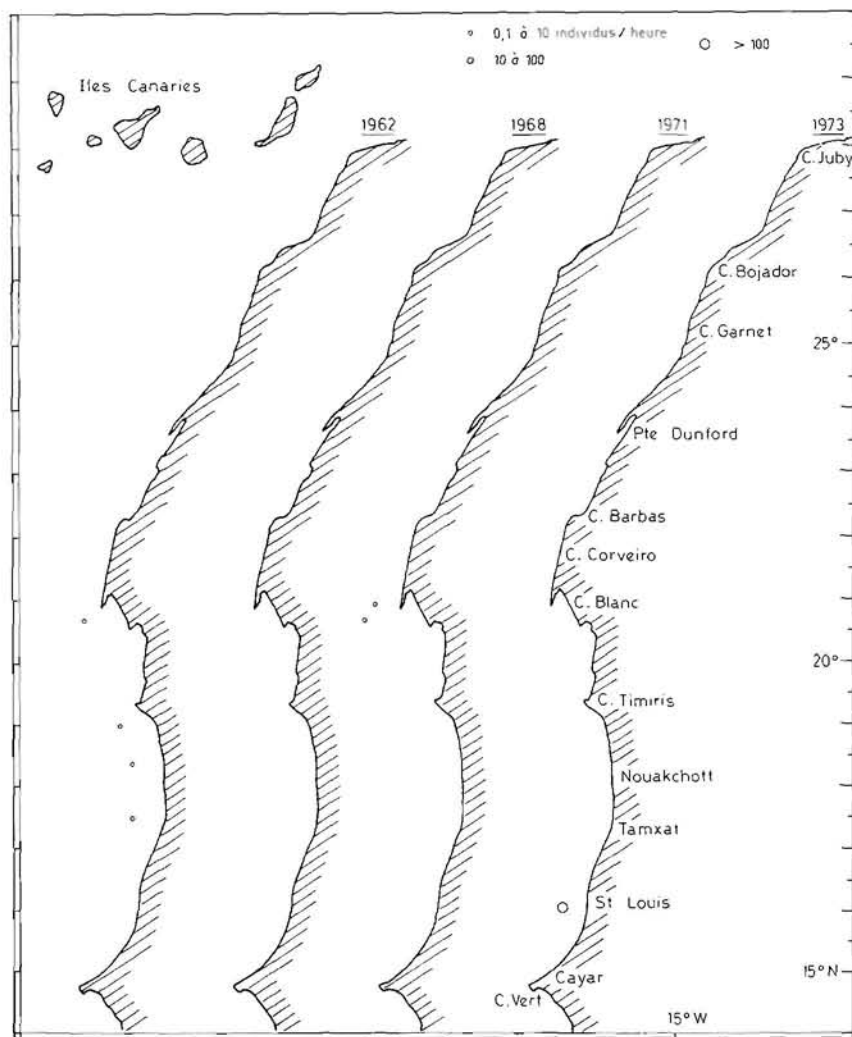 0,1 à 10 individus / heure
10 à 100
> 100
Iles Canaries
1962
1968
1971
1973
C. Juby
C. Bojador
C. Garnet
25°
Pte Dunford
C. Barbas
C. Corveiro
C. Blanc
20°
C. Timiris
Nouakchott
Tamxat
St Louis
Cayar
15° N
C. Vert
15° W